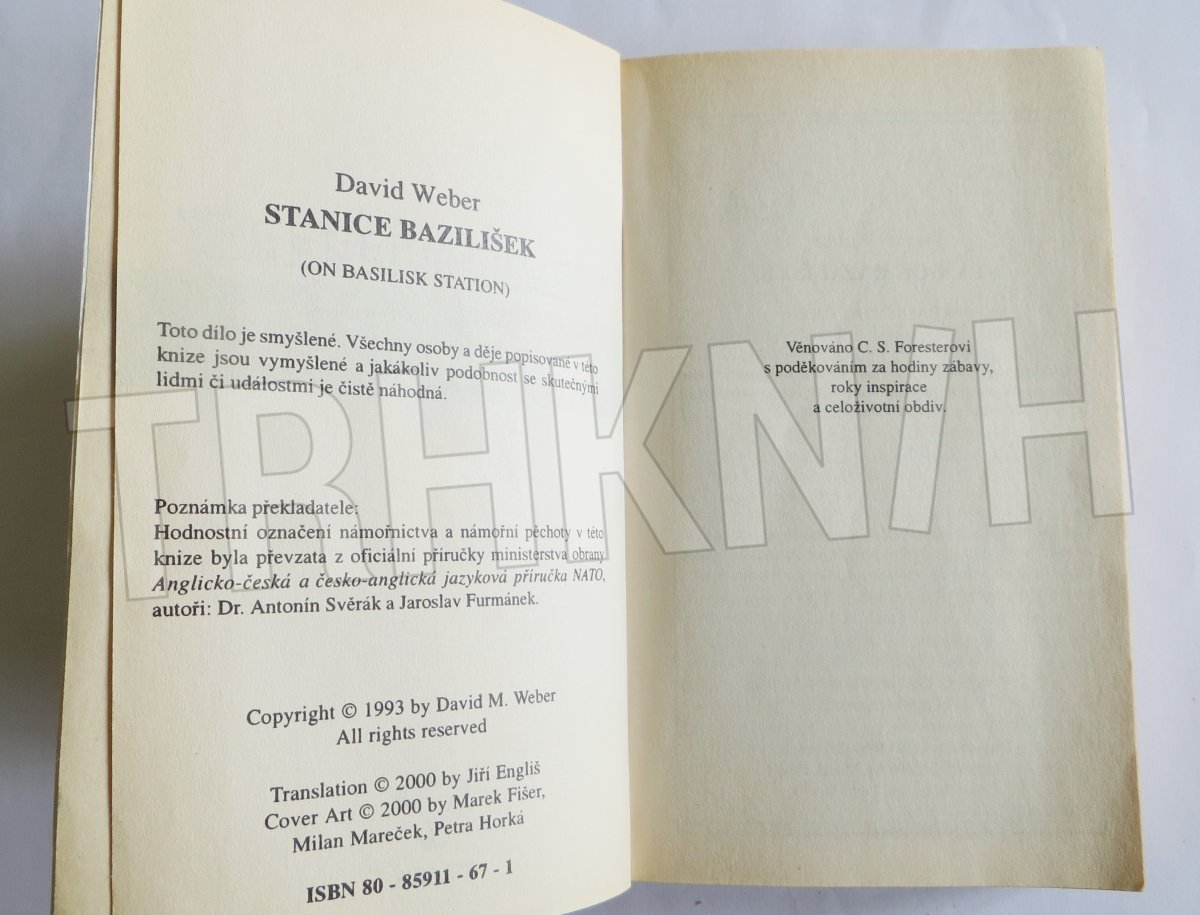 David Weber
STANICE BAZILIŠEK
(ON BASILISK STATION)
Toto dílo je smyšlené. Všechny osoby a děje popisované v této
knize jsou vymyšlené a jakákoliv podobnost se skutečnými
lidmi či událostmi je čistě náhodná.
Poznámka překladatele:
Hodnostní označení námořnictva a námořní pěchoty v této
knize byla převzata z oficiální příručky ministerstva obrany
Anglicko-česká a česko-anglická jazyková příručka NATO,
autoři: Dr. Antonín Svěrák a Jaroslav Furmánek.
Copyright © 1993 by David M. Weber
All rights reserved
Translation © 2000 by Jiří Engliš
Cover Art © 2000 by Marek Fišer,
Milan Mareček, Petra Horká
ISBN 80 - 85911 - 67 - 1
Věnováno C. S. Foresterovi
s poděkováním za hodiny zábavy,
roky inspirace
a celoživotní obdiv.
TRHKNIH